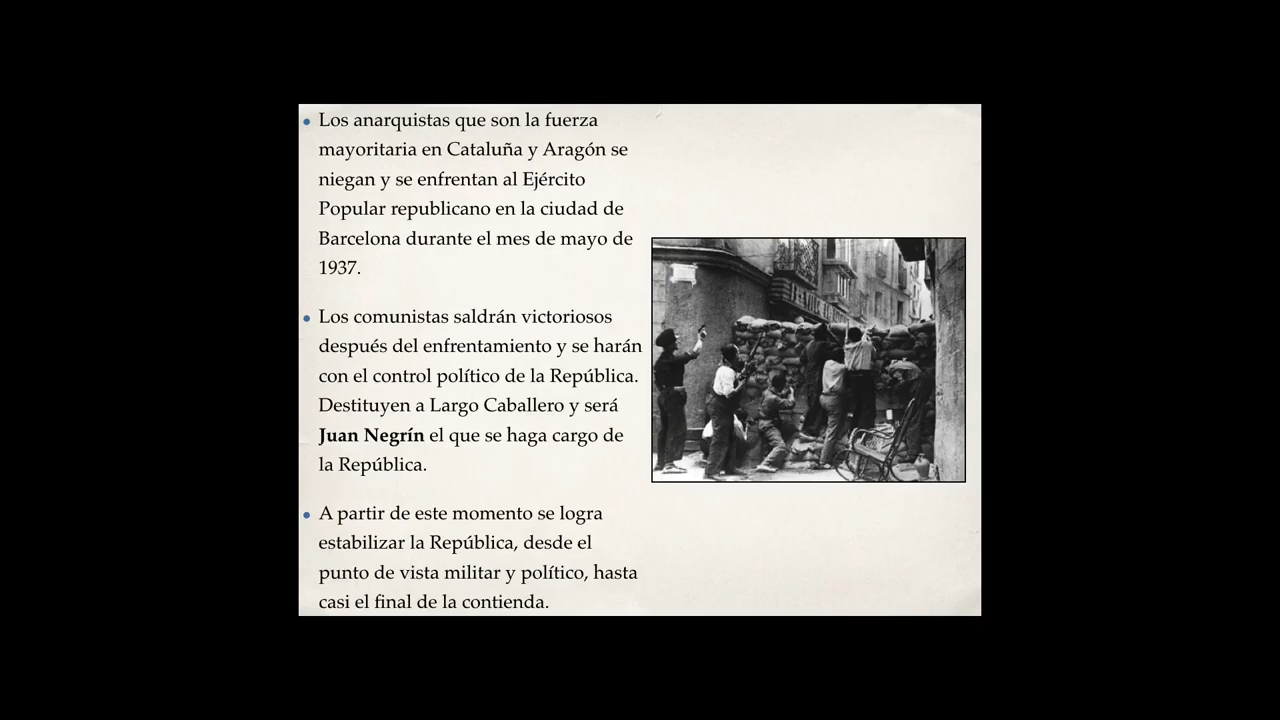 • Los anarquistas que son la fuerza
mayoritaria en Cataluña y Aragón se
niegan y se enfrentan al Ejército
Popular republicano en la ciudad de
Barcelona durante el mes de mayo de
1937.
• Los comunistas saldrán victoriosos
después del enfrentamiento y se harán
con el control político de la República.
Destituyen a Largo Caballero y será
Juan Negrín el que se haga cargo de
la República.
• A partir de este momento se logra
estabilizar la República, desde el
punto de vista militar y político, hasta
casi el final de la contienda.